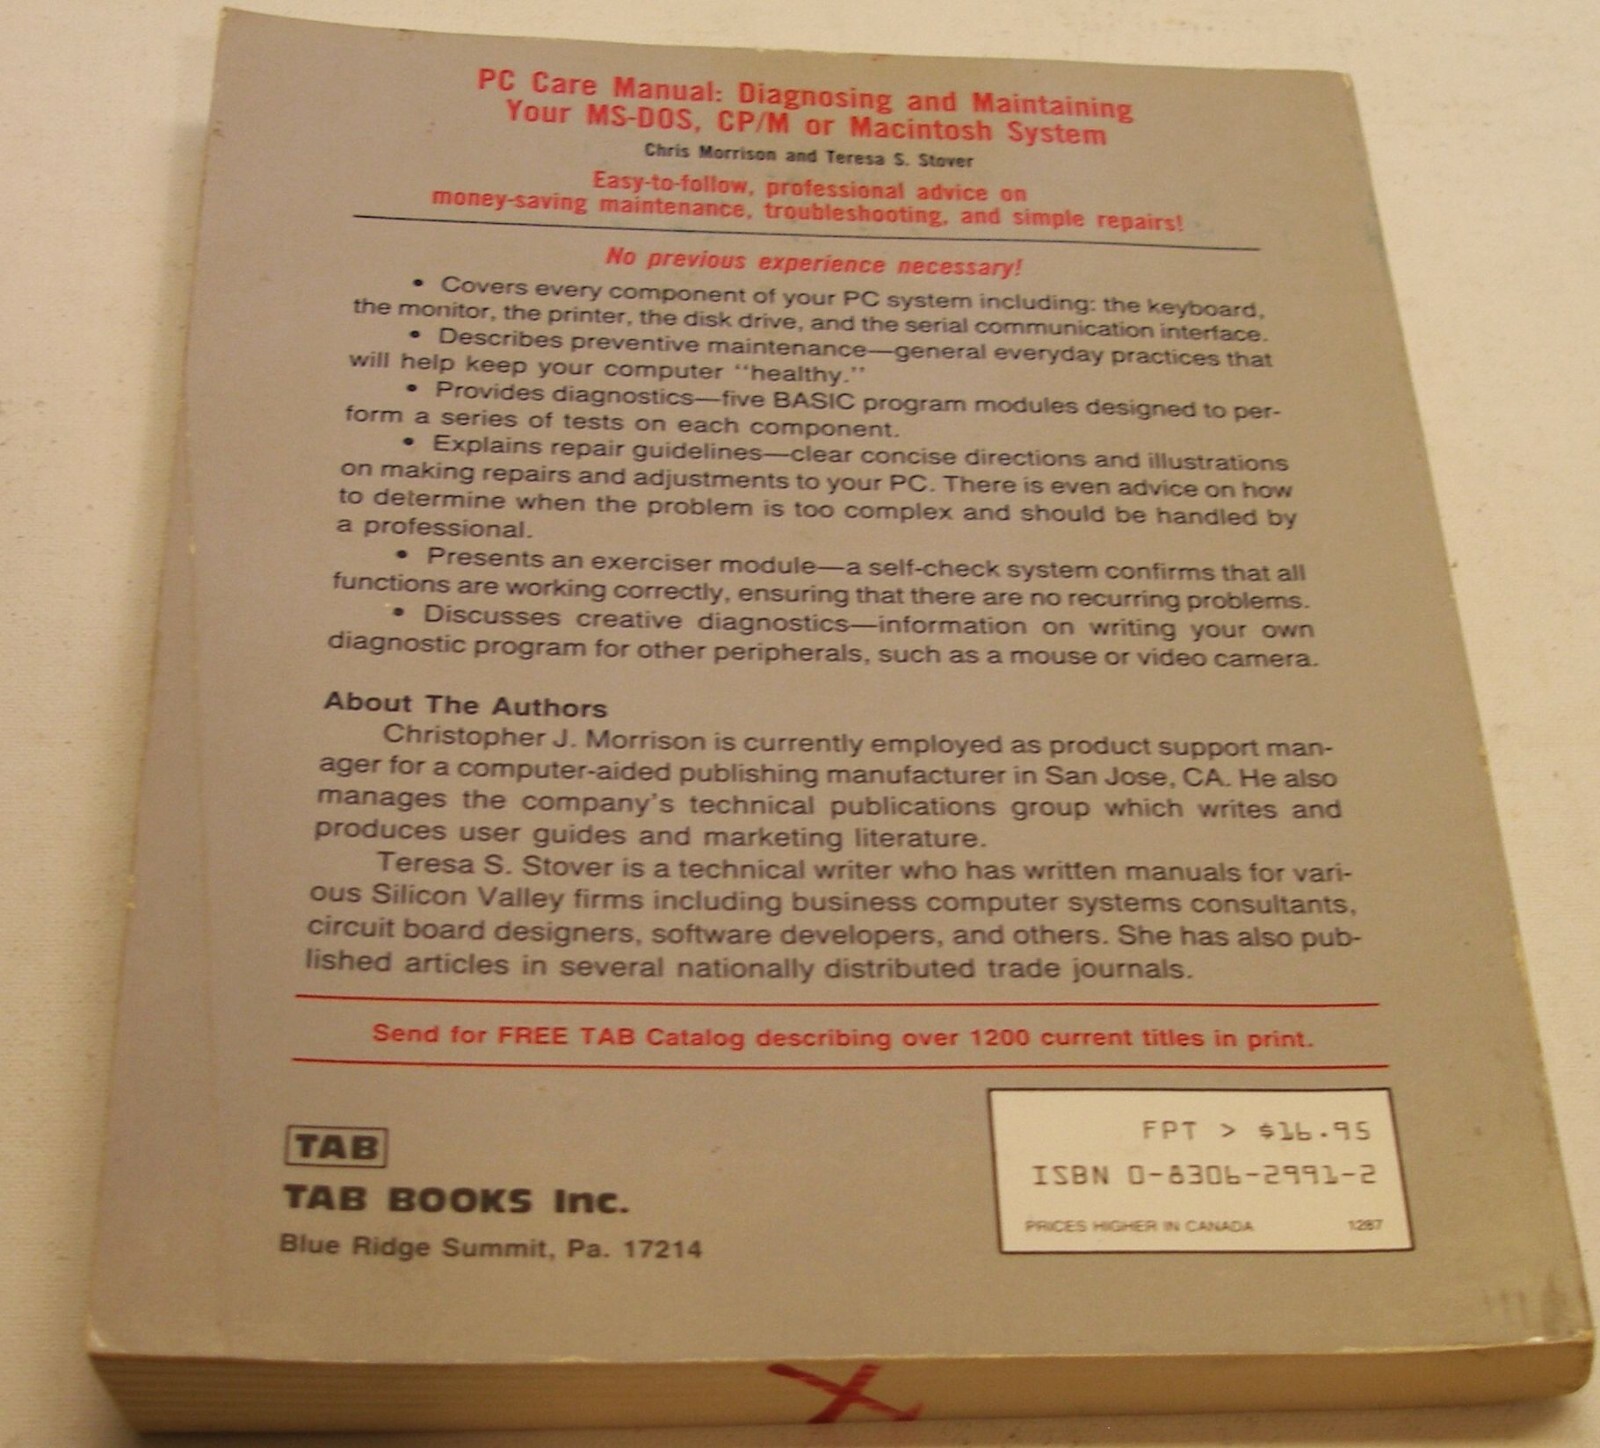 PC Care Manual: Diagnosing and Maintaining
Your MS-DOS, CP/M or Macintosh System
Chris Morrison and Teresa S. Stover
Easy-to-follow, professional advice on
money-saving maintenance, troubleshooting, and simple repairs!
No previous experience necessary!
• Covers every component of your PC system including: the keyboard,
the monitor, the printer, the disk drive, and the serial communication interface.
• Describes preventive maintenance—general everyday practices that
will help keep your computer "healthy."
• Provides diagnostics—five BASIC program modules designed to per-
form a series of tests on each component.
• Explains repair guidelines—clear concise directions and illustrations
on making repairs and adjustments to your PC. There is even advice on how
to determine when the problem is too complex and should be handled by
a professional.
• Presents an exerciser module—a self-check system confirms that all
functions are working correctly, ensuring that there are no recurring problems.
• Discusses creative diagnostics—information on writing your own
diagnostic program for other peripherals, such as a mouse or video camera.
About The Authors
Christopher J. Morrison is currently employed as product support man-
ager for a computer-aided publishing manufacturer in San Jose, CA. He also
manages the company's technical publications group which writes and
produces user guides and marketing literature.
Teresa S. Stover is a technical writer who has written manuals for vari-
ous Silicon Valley firms including business computer systems consultants,
circuit board designers, software developers, and others. She has also pub-
lished articles in several nationally distributed trade journals.
Send for FREE TAB Catalog describing over 1200 current titles in print.
TAB
TAB BOOKS Inc.
Blue Ridge Summit, Pa. 17214
FPT > $16.95
ISBN 0-8306-2991-2
PRICES HIGHER IN CANADA 1287